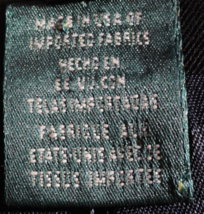 MADE IN U.S.A OF
IMPORTED FABRICS
HECHO EN
EE.UU.CON
TELAS IMPORTADAS
FABRIQUE AUX
ETATS-UNIS AVEC DE
TISSUS IMPORTES